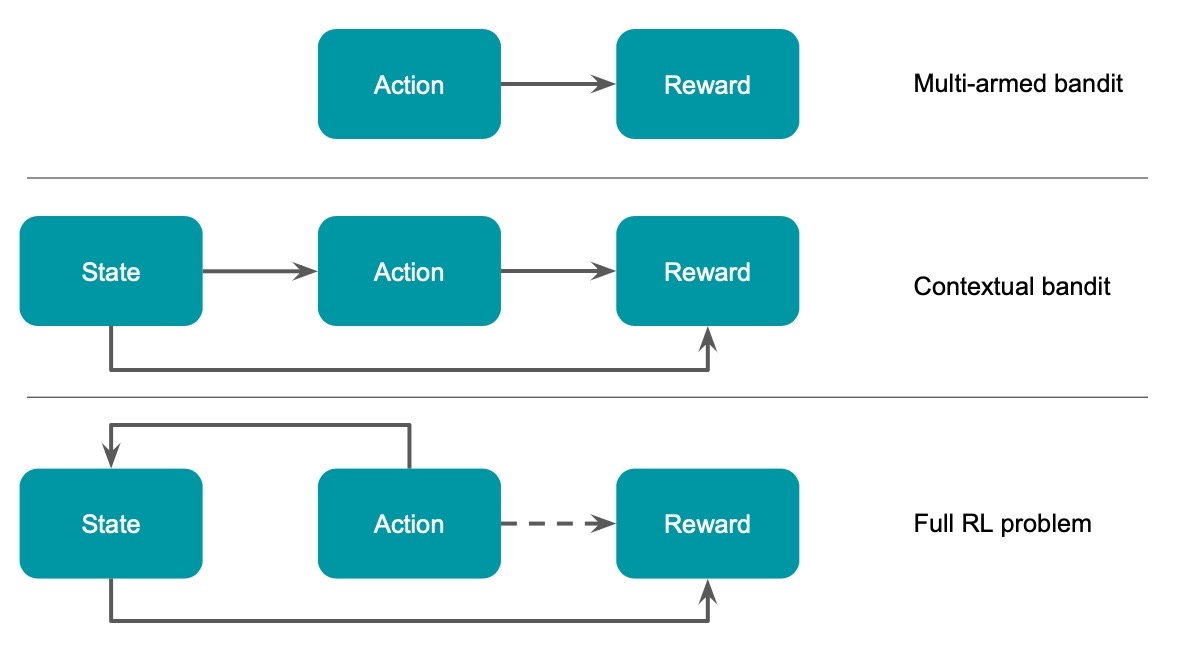 Action
Reward
Multi-armed bandit
State
Action
Reward
Contextual bandit
State
Action
Reward
Full RL problem